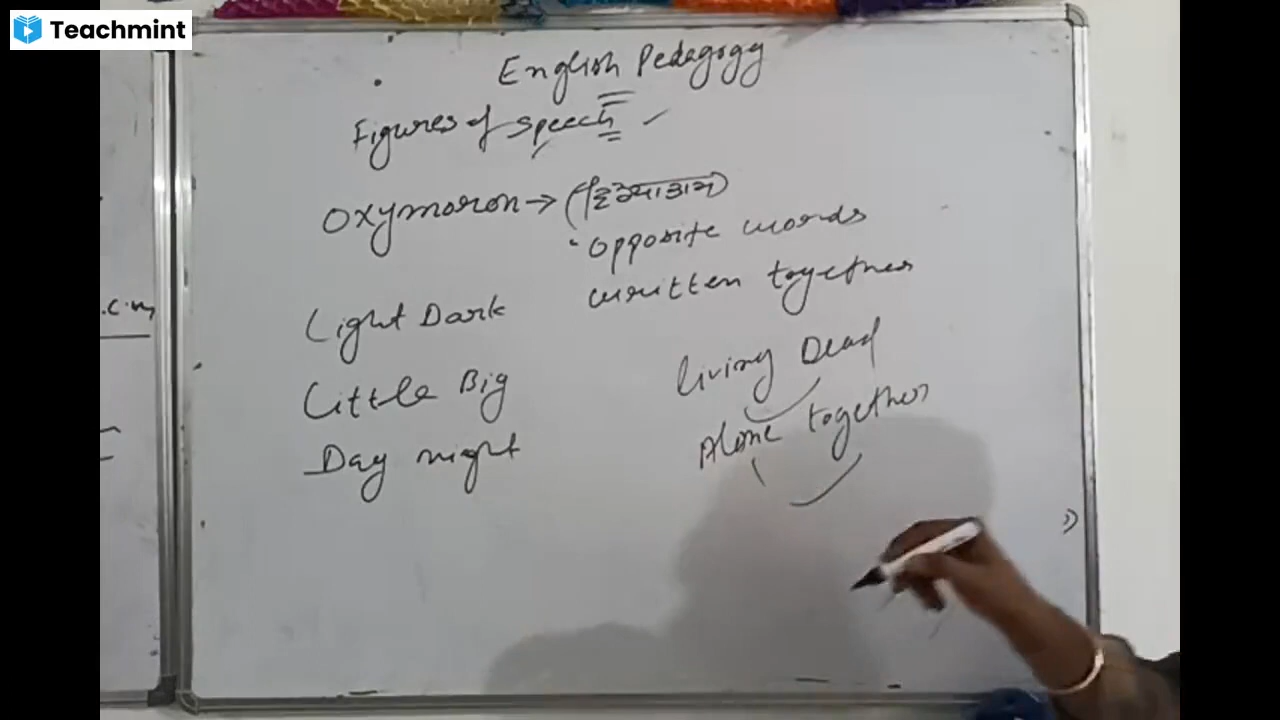 Teachmint
English Pedagogy
Figures of speech
Oxymoron → (विरोधाभास)
opposite words
written together
Light Dark
Little Big
Day night
living Dead
Alone together